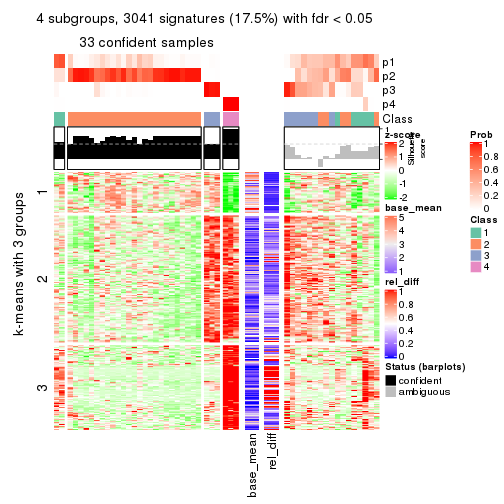 4 subgroups, 3041 signatures (17.5%) with fdr < 0.05
33 confident samples
p1
p2
p3
p4
Class
1
Silhouette
score
k-means with 3 groups
1
2
3
base_mean
rel_diff
z-score
2
1
0
-1
-2
base_mean
5
4
3
2
1
rel_diff
1
0.8
0.6
0.4
0.2
0
Status (barplots)
confident
ambiguous
Prob
1
0.8
0.6
0.4
0.2
0
Class
1
2
3
4